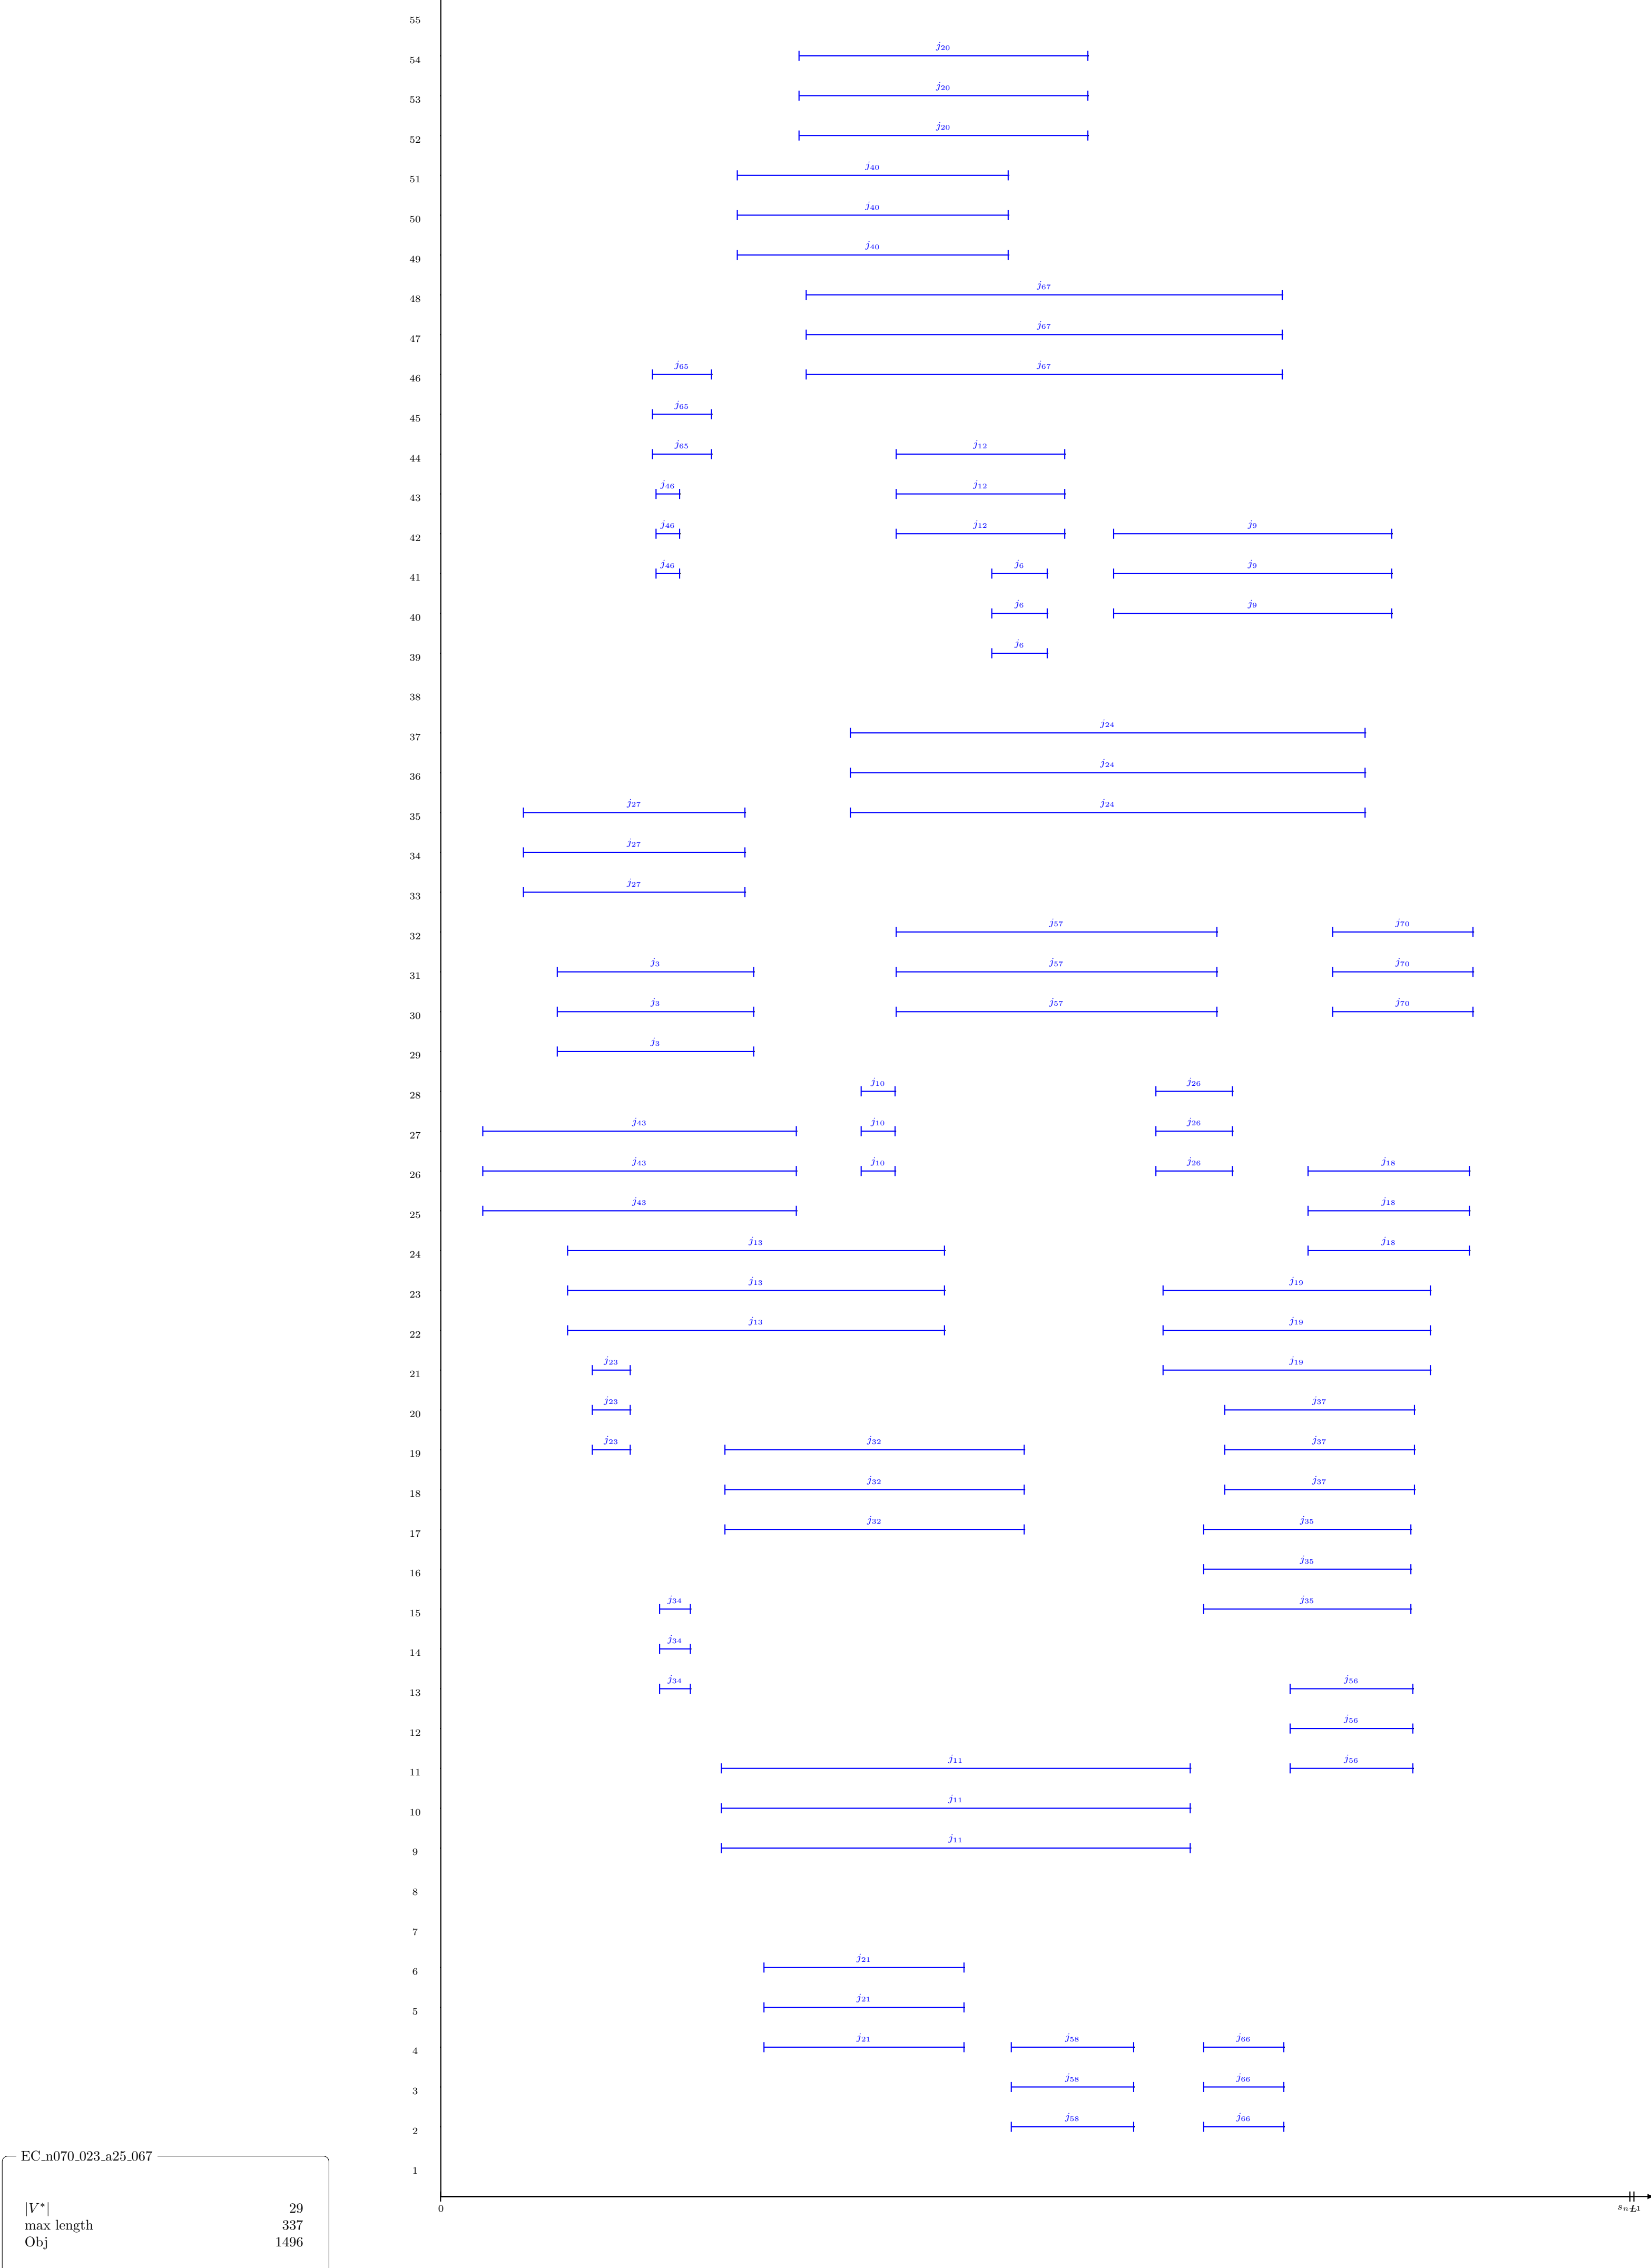 55
j20
54
j20
53
j20
52
j40
51
j40
50
j40
49
j67
48
j67
47
j65 j67
46
j65
45
j65 j12
44
j46 j12
43
j46 j12 j9
42
j46 j6 j9
41
j6 j9
40
j6
39
38
j24
37
j24
36
j27 j24
35
j27
34
j27
33
j57 j70
32
j3 j57 j70
31
j3 j57 j70
30
j3
29
j10 j26
28
j43 j10 j26
27
j43 j10 j26 j18
26
j43 j18
25
j13 j18
24
j13 j19
23
j13 j19
22
j23 j19
21
j23 j37
20
j23 j32 j37
19
j32 j37
18
j32 j35
17
j35
16
j34 j35
15
j34
14
j34 j56
13
j56
12
j11 j56
11
j11
10
j11
9
8
7
j21
6
j21
5
j21 j58 j66
4
j58 j66
3
j58 j66
2
EC_n070_023_a25_067
1
|V*| 29
0
max length 337
Obj 1496